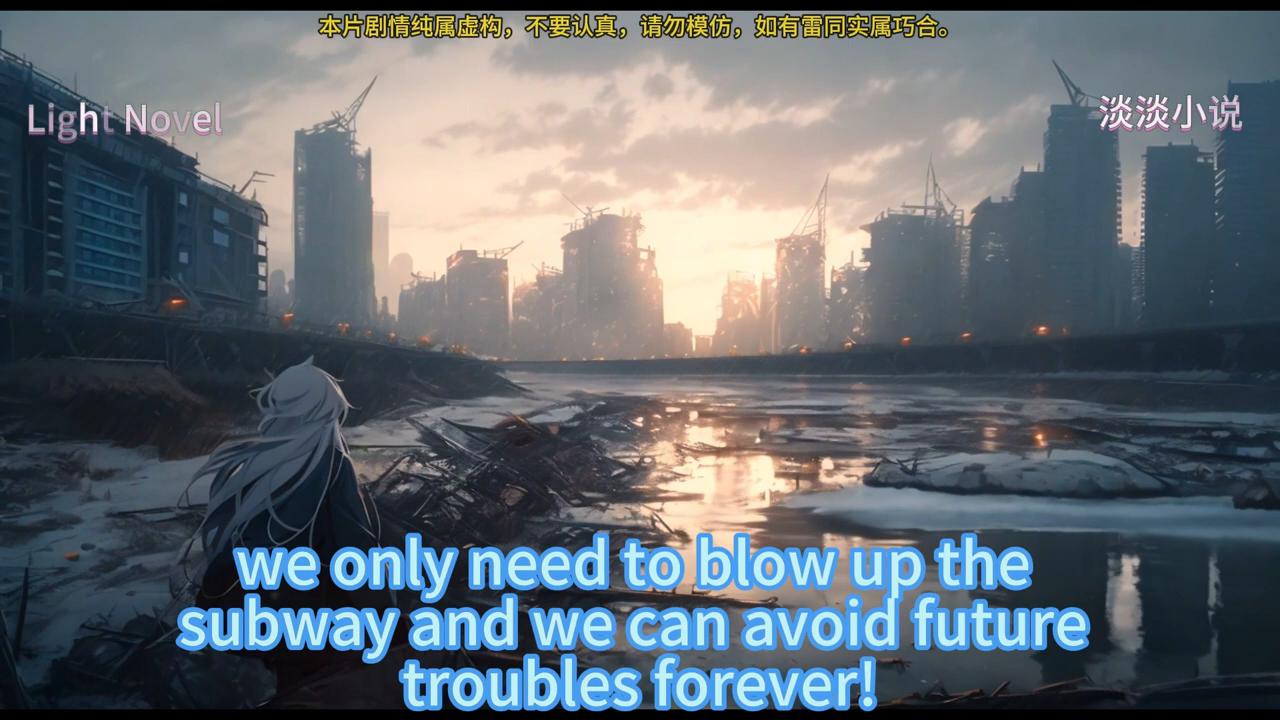 本片剧情纯属虚构，不要认真，请勿模仿，如有雷同实属巧合。
Light Novel
淡淡小说
we only need to blow up the
subway and we can avoid future
troubles forever!